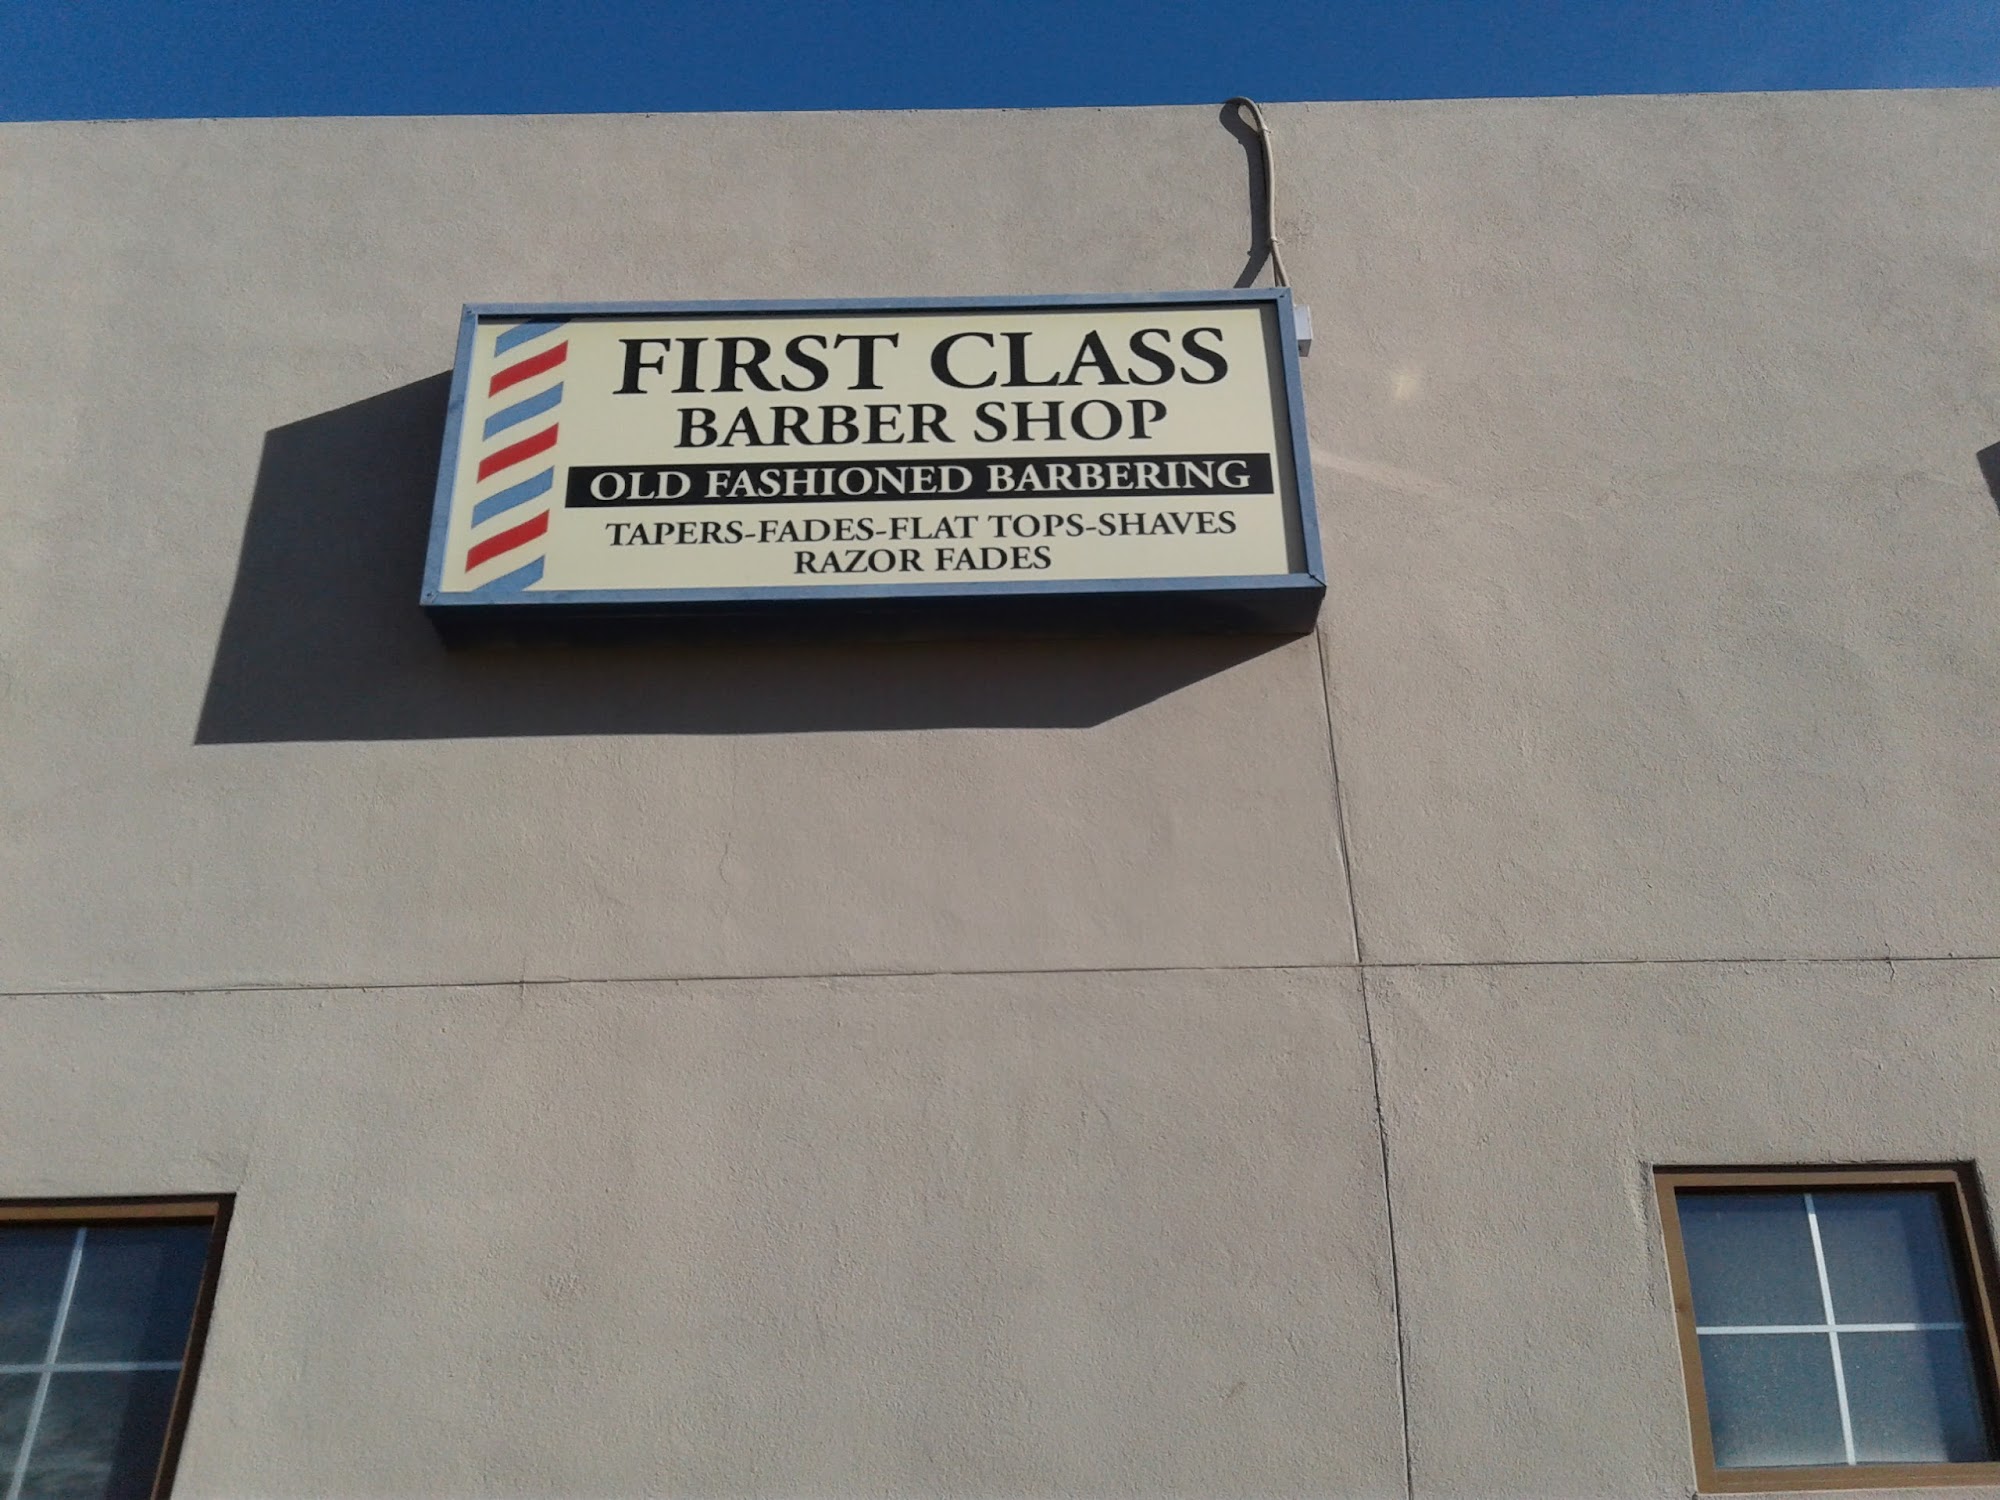 FIRST CLASS
BARBER SHOP
OLD FASHIONED BARBERING
TAPERS-FADES-FLAT TOPS-SHAVES
RAZOR FADES